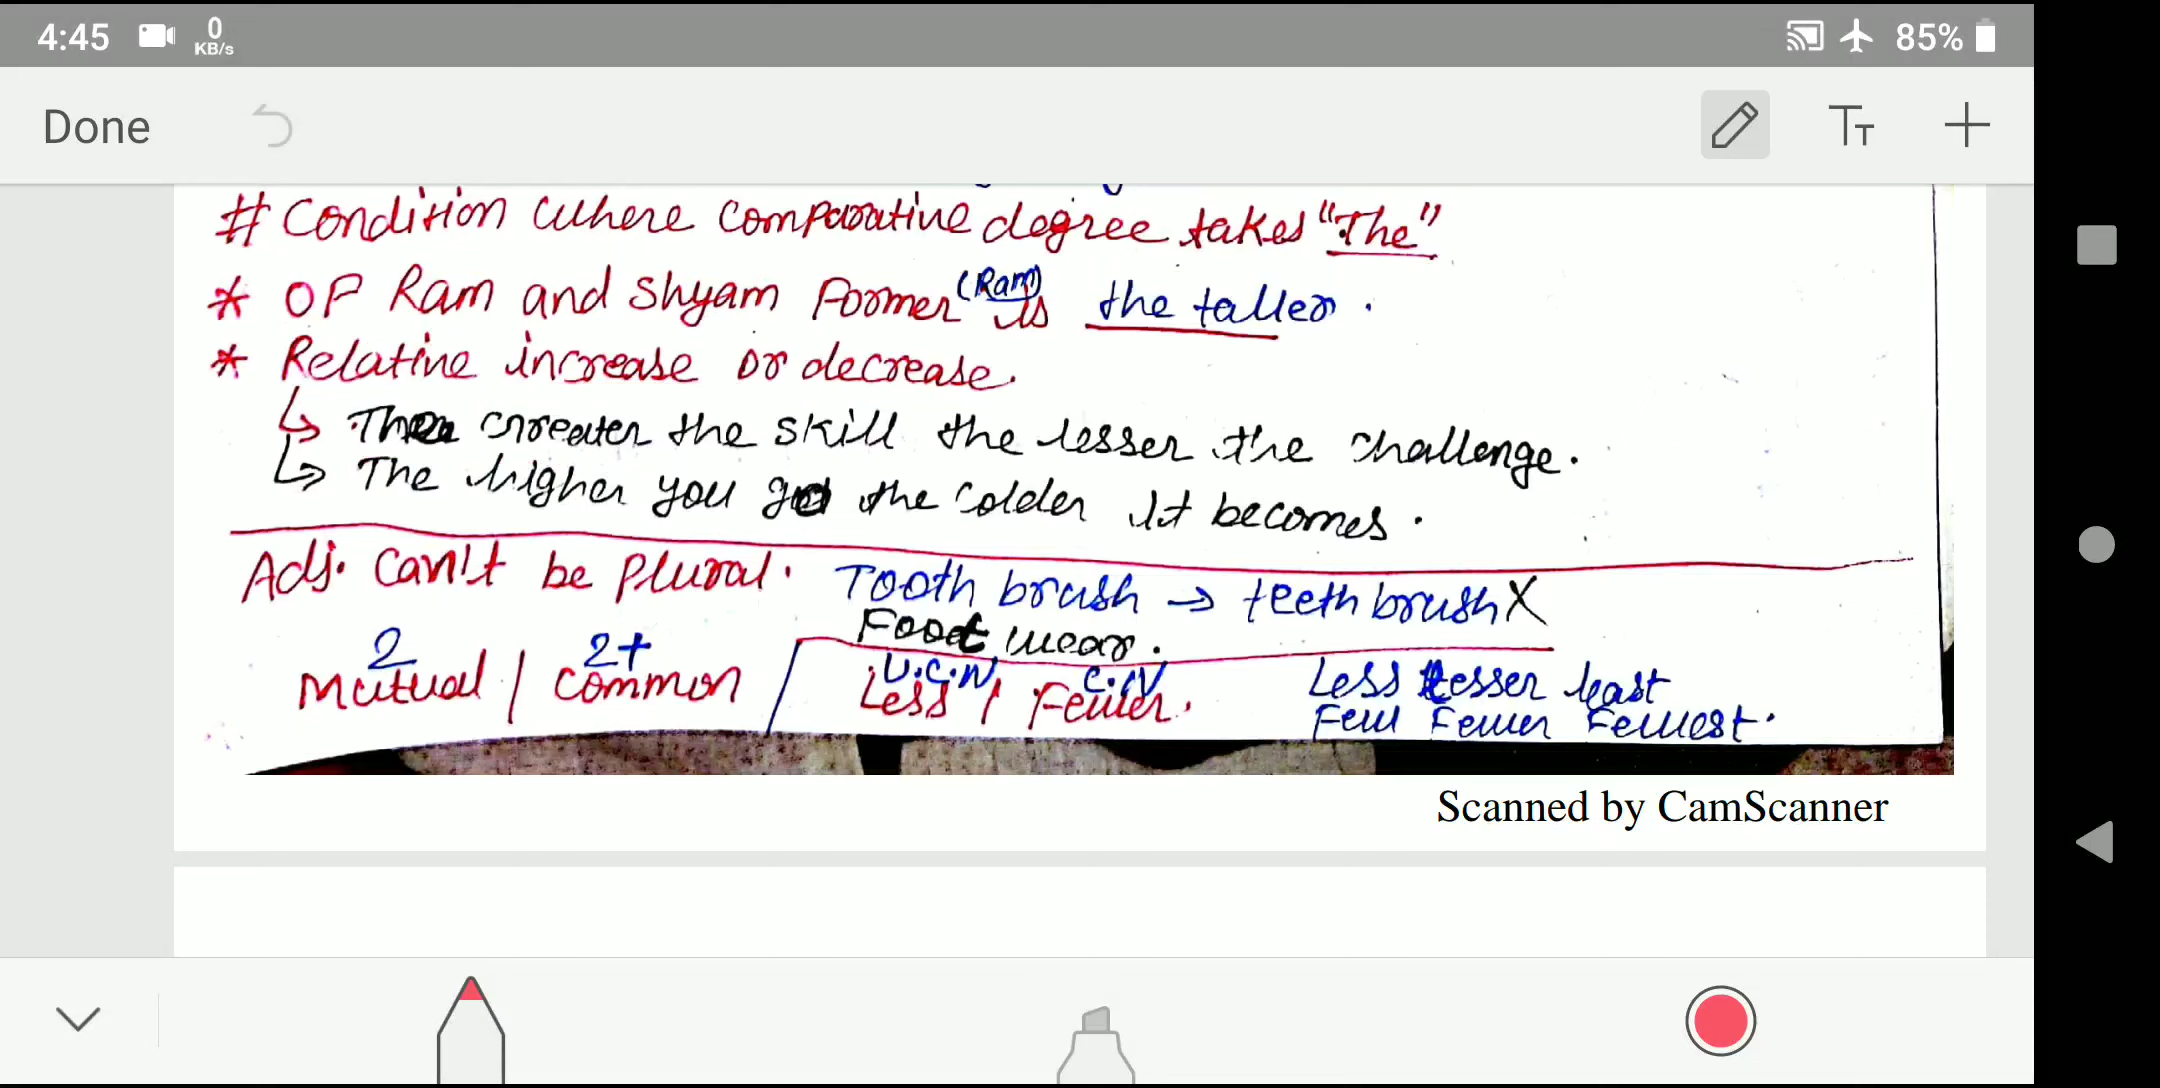 4:45 0 KB/s 85%
Done TT
# Condition where comparative degree takes "The"
* OF Ram and Shyam Former (Ram) is the taller.
* Relative increase or decrease.
↳ The Greater the skill the lesser the challenge.
↳ The higher you go the colder it becomes.
Adj. Can't be Plural. Tooth brush → teeth brush X
Foot wear.
2 2+ U.C.N. C.N
Mutual / Common / Less / Fewer. Less Lesser least
Few Fewer Fewest.
Scanned by CamScanner